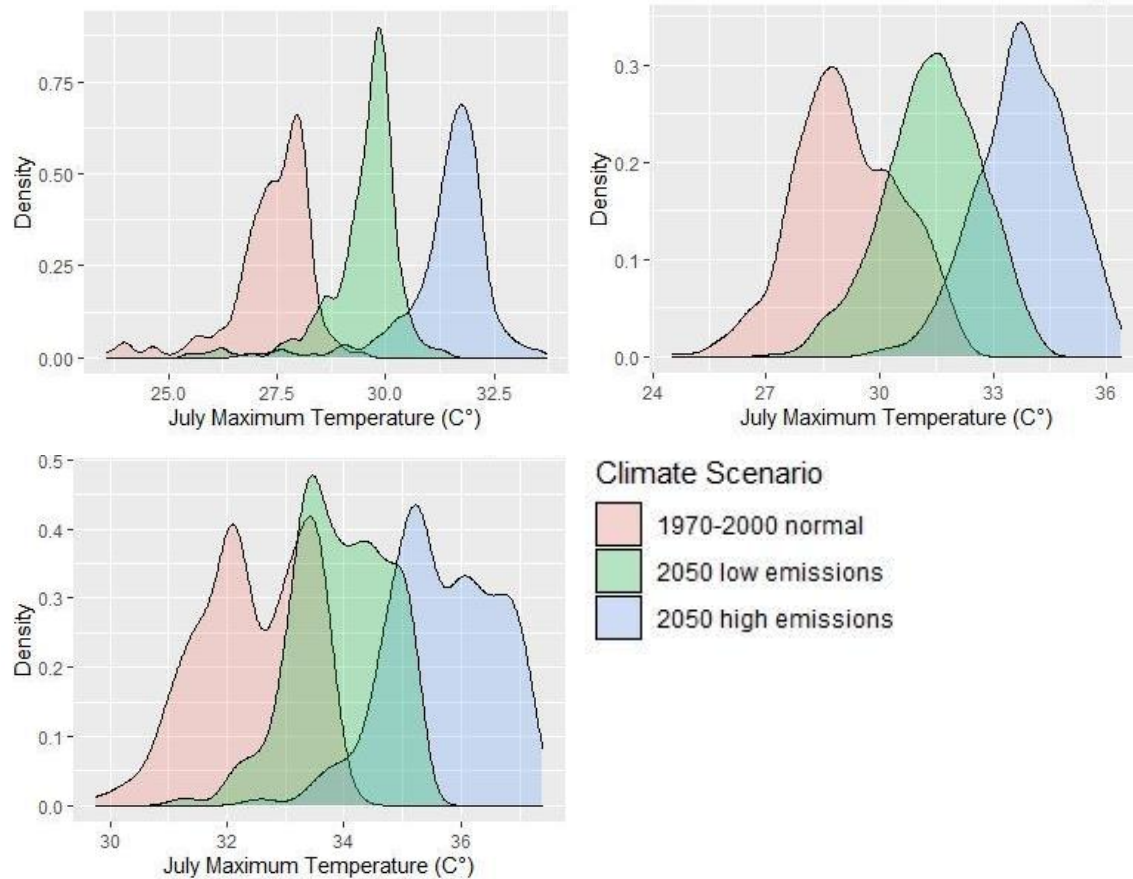 Density
0.75
0.50
0.25
0.00
25.0 27.5 30.0 32.5
July Maximum Temperature (C°)
Density
0.3
0.2
0.1
0.0
24 27 30 33 36
July Maximum Temperature (C°)
Density
0.5
0.4
0.3
0.2
0.1
0.0
30 32 34 36
July Maximum Temperature (C°)
Climate Scenario
1970-2000 normal
2050 low emissions
2050 high emissions